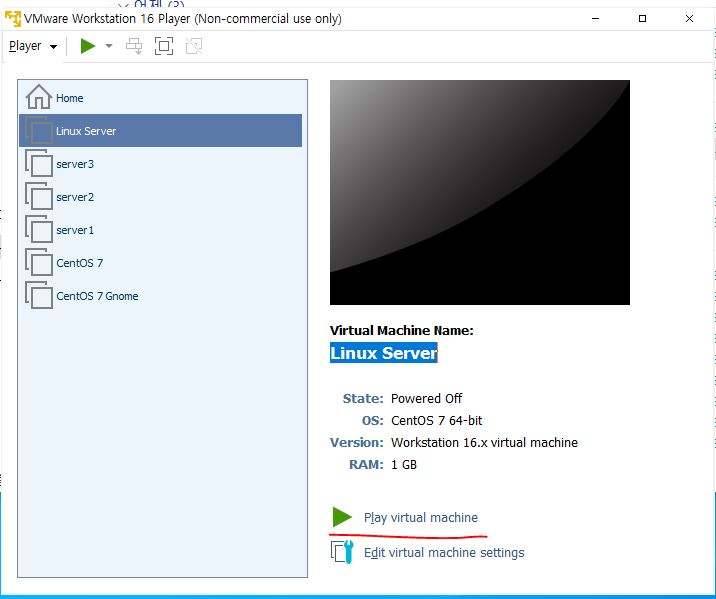 VMware Workstation 16 Player (Non-commercial use only)
Player
Home
Linux Server
server3
server2
server1
CentOS 7
CentOS 7 Gnome
Virtual Machine Name:
Linux Server
State: Powered Off
OS: CentOS 7 64-bit
Version: Workstation 16.x virtual machine
RAM: 1 GB
Play virtual machine
Edit virtual machine settings